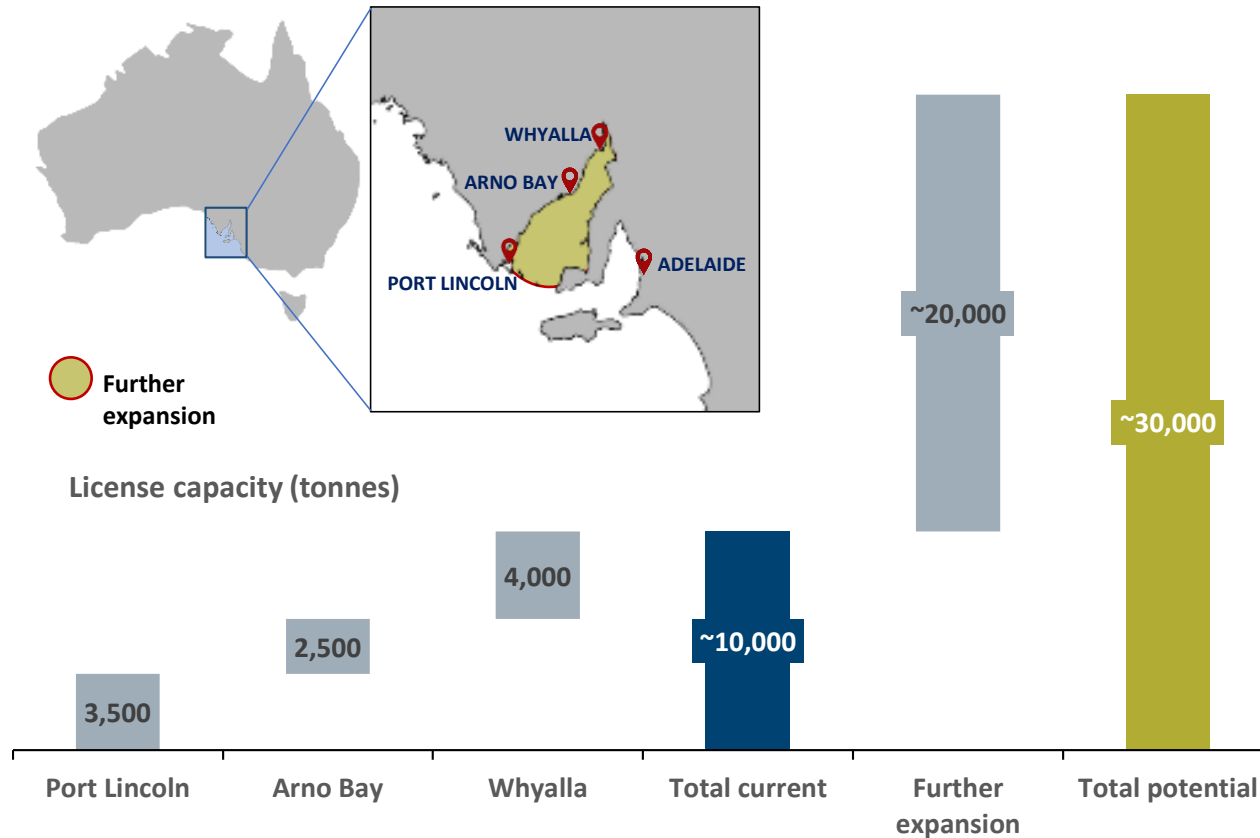 WHYALLA
ARNO BAY
PORT LINCOLN
ADELAIDE
Further
expansion
License capacity (tonnes)
3,500
2,500
4,000
~10,000
~20,000
~30,000
Port Lincoln
Arno Bay
Whyalla
Total current
Further
expansion
Total potential